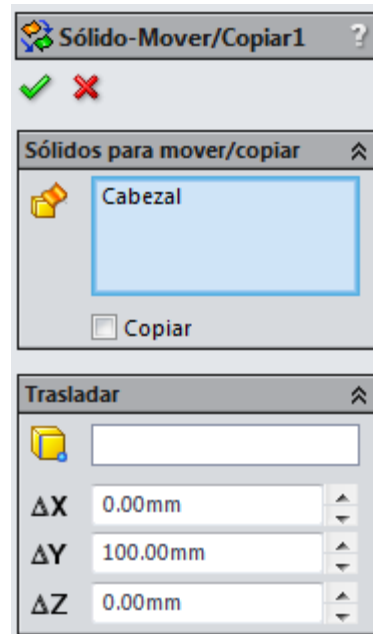 Sólido-Mover/Copiar1 ?
Sólidos para mover/copiar
Cabezal
Copiar
Trasladar
ΔX 0.00mm
ΔY 100.00mm
ΔZ 0.00mm